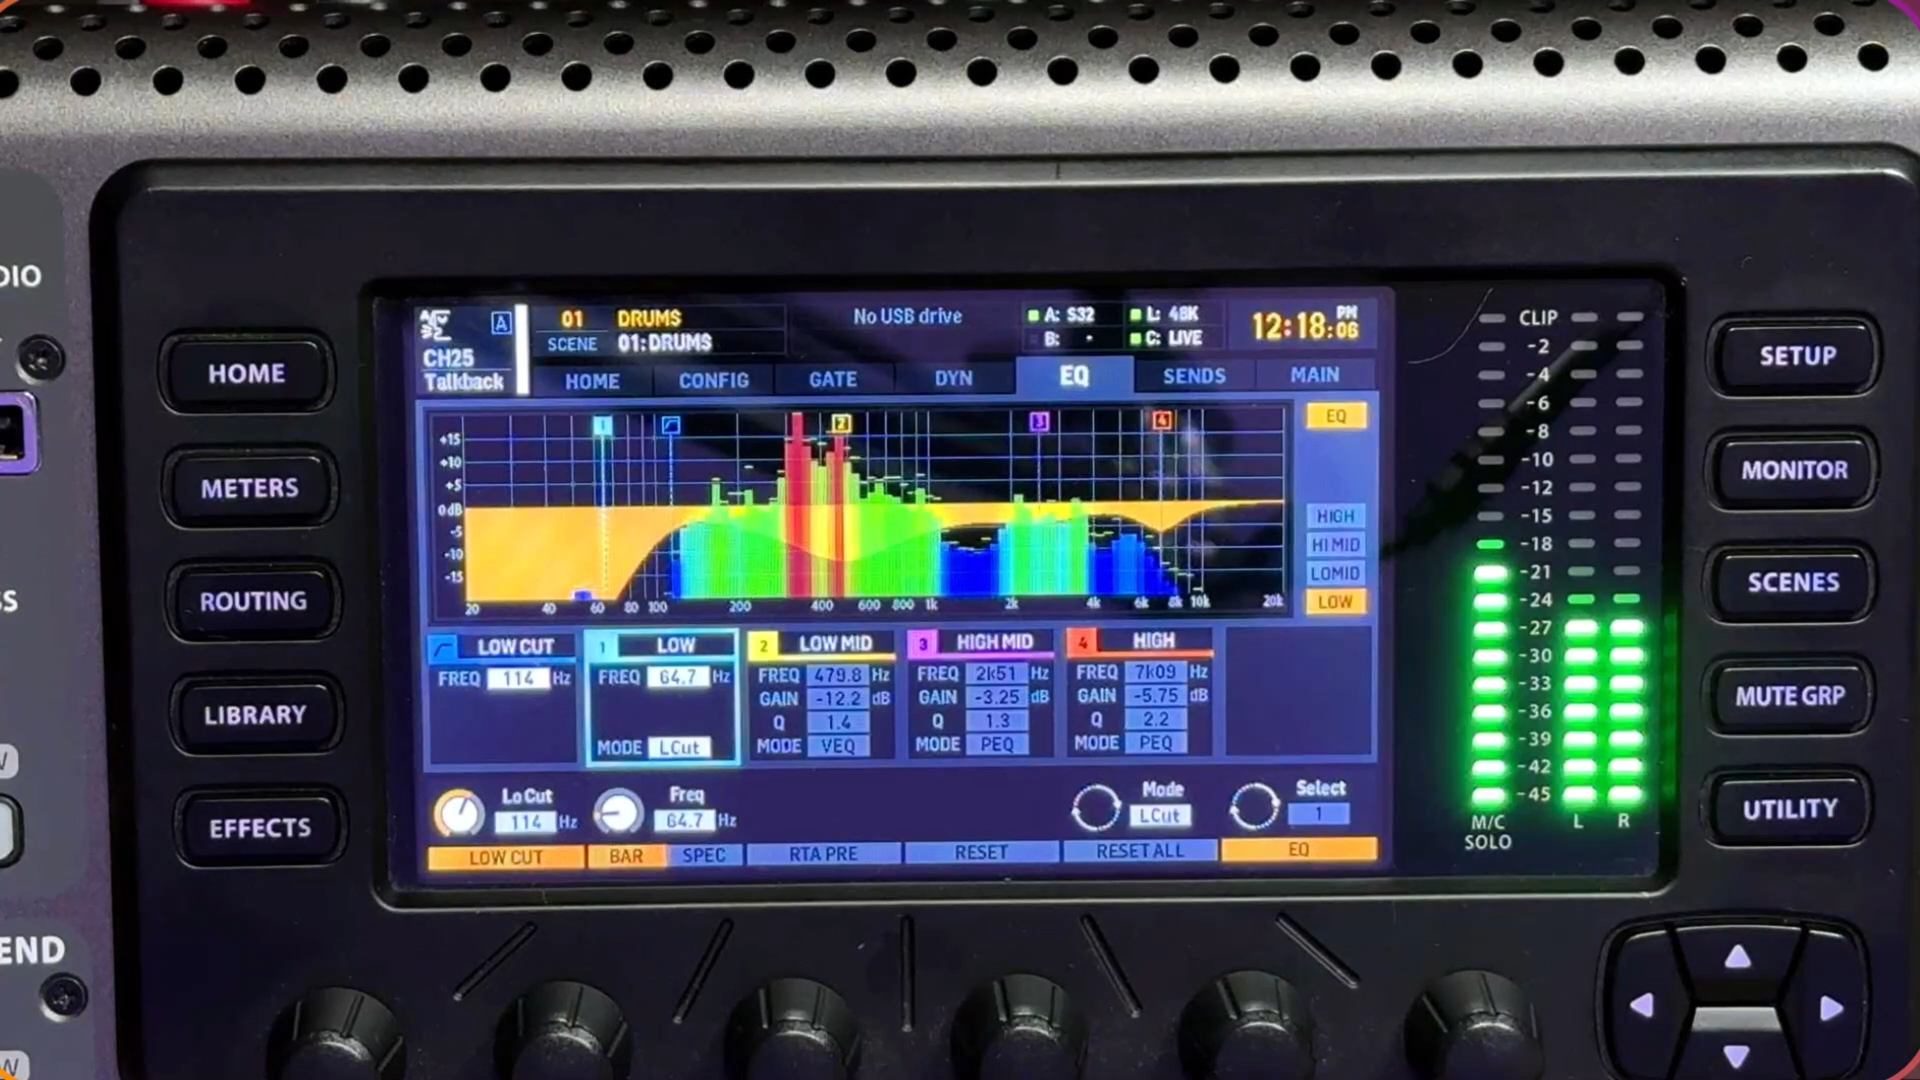 DIO
S
END
HOME
METERS
ROUTING
LIBRARY
EFFECTS
A
CH25
Talkback
01 DRUMS
SCENE 01:DRUMS
No USB drive
A: S32 L: 48K
B: - C: LIVE
12:18:06 PM
HOME CONFIG GATE DYN EQ SENDS MAIN
1 2 3 4
+15
+10
+5
0dB
-5
-10
-15
20 40 60 80 100 200 400 600 800 1k 2k 4k 6k 8k 10k 20k
EQ
HIGH
HI MID
LOMID
LOW
LOW CUT
FREQ 114 Hz
1 LOW
FREQ 64.7 Hz
MODE LCut
2 LOW MID
FREQ 479.8 Hz
GAIN -12.2 dB
Q 1.4
MODE VEQ
3 HIGH MID
FREQ 2k51 Hz
GAIN -3.25 dB
Q 1.3
MODE PEQ
4 HIGH
FREQ 7k09 Hz
GAIN -5.75 dB
Q 2.2
MODE PEQ
Lo Cut
114 Hz
Freq
64.7 Hz
Mode
LCut
Select
1
LOW CUT BAR SPEC RTA PRE RESET RESET ALL EQ
CLIP
-2
-4
-6
-8
-10
-12
-15
-18
-21
-24
-27
-30
-33
-36
-39
-42
-45
M/C
SOLO
L R
SETUP
MONITOR
SCENES
MUTE GRP
UTILITY